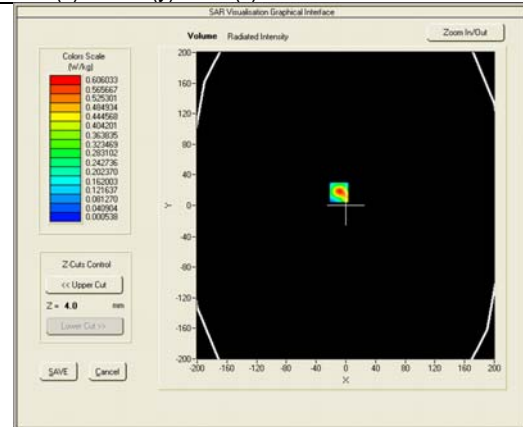 SAR Visualisation Graphical Interface
Volume Radiated Intensity
Zoom In/Out
Colors Scale
(W/kg)
0.606033
0.565667
0.525301
0.484934
0.444568
0.404201
0.363835
0.323469
0.283102
0.242736
0.202370
0.162003
0.121637
0.081270
0.040904
0.000538
Z-Cuts Control
<< Upper Cut
Z = 4.0 mm
Lower Cut >>
SAVE Cancel
200-
160-
120-
80-
40-
0-
-40-
-80-
-120-
-160-
-200-
Y
-200 -160 -120 -80 -40 0 40 80 120 160 200
X